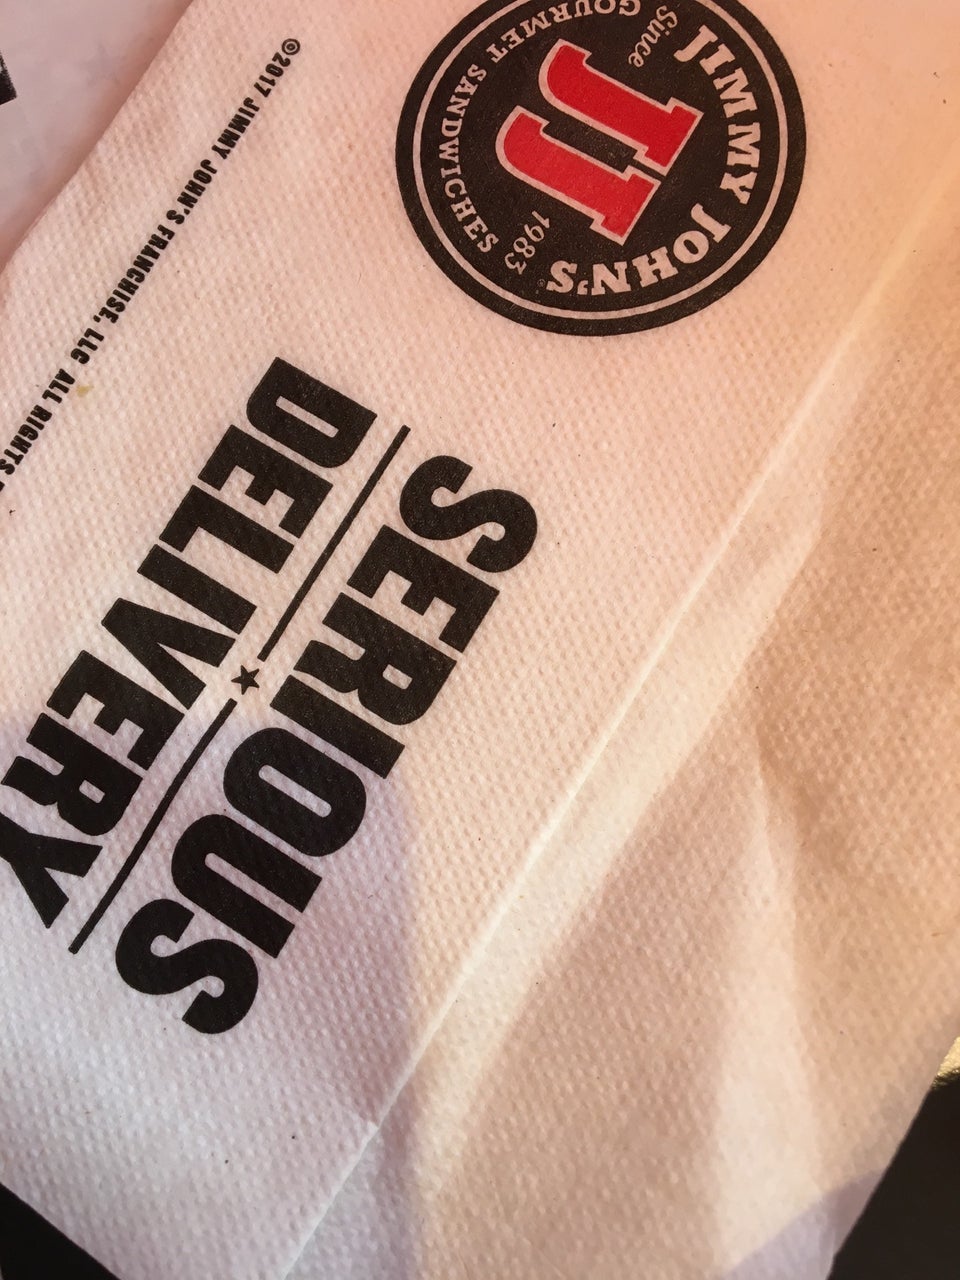 JIMMY JOHN'S
Since
JJ
1983
GOURMET SANDWICHES
®
SERIOUS
DELIVERY
©2017 JIMMY JOHN'S FRANCHISE, LLC ALL RIGHTS